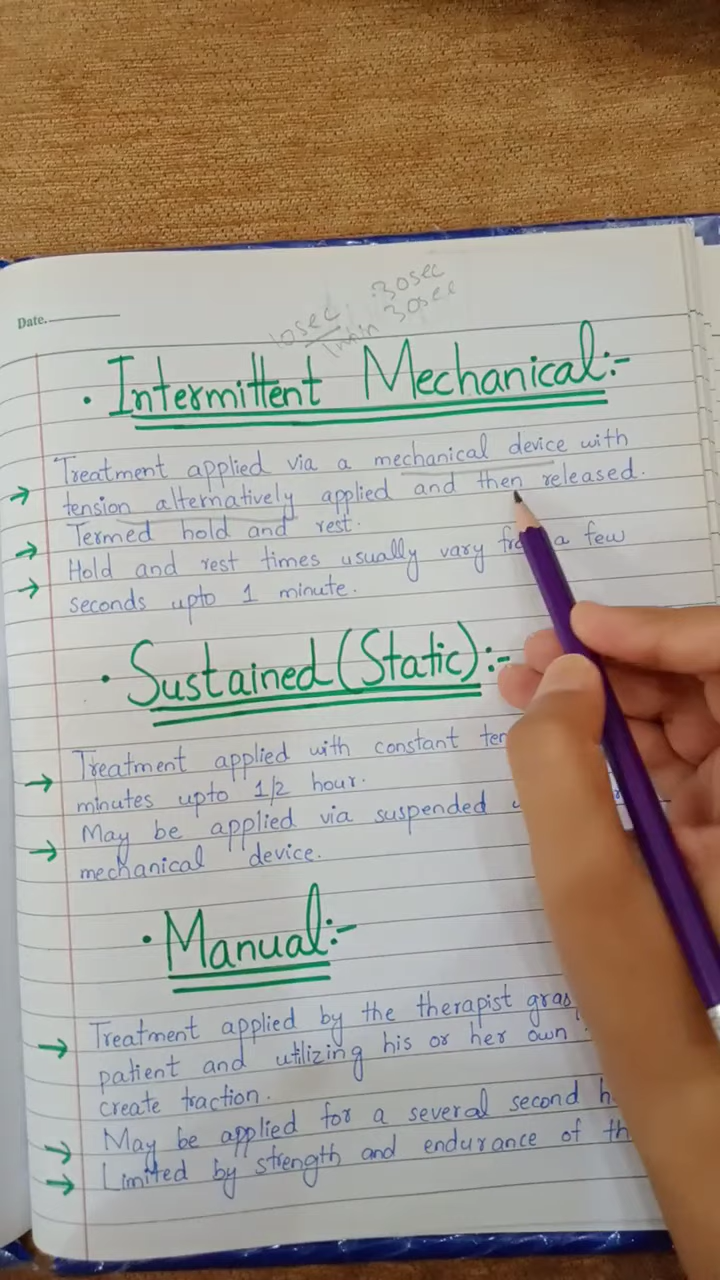 Date.
10sec 30sec
1min 30sec
• Intermittent Mechanical:-
→ Treatment applied via a mechanical device with
tension alternatively applied and then released.
→ Termed hold and rest.
→ Hold and rest times usually vary a few
seconds upto 1 minute.
• Sustained (Static):-
→ Treatment applied with constant
minutes upto 1/2 hour.
→ May be applied via suspended
mechanical device.
• Manual:-
→ Treatment applied by the therapist
patient and utilizing his or her own
create traction.
→ May be applied for a several second
→ Limited by strength and endurance of